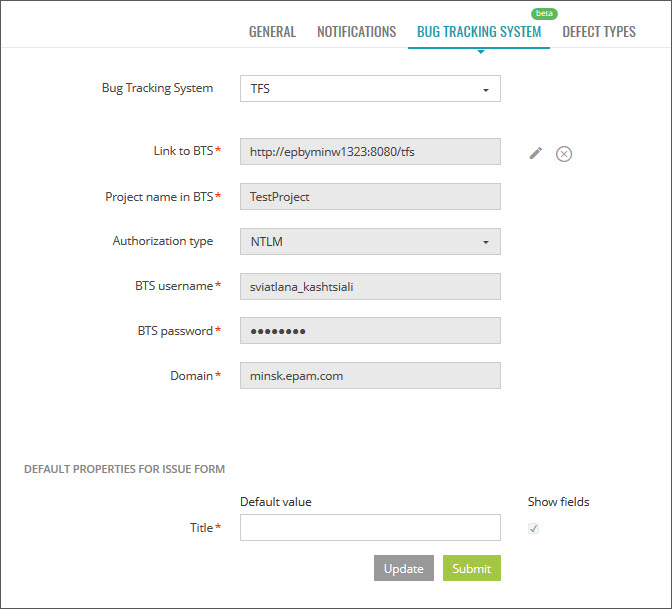 beta
GENERAL NOTIFICATIONS BUG TRACKING SYSTEM DEFECT TYPES
Bug Tracking System TFS
Link to BTS* http://epbyminw1323:8080/tfs
Project name in BTS* TestProject
Authorization type NTLM
BTS username* sviatlana_kashtsiali
BTS password* ●●●●●●●●
Domain* minsk.epam.com
DEFAULT PROPERTIES FOR ISSUE FORM
Default value Show fields
Title*
Update Submit